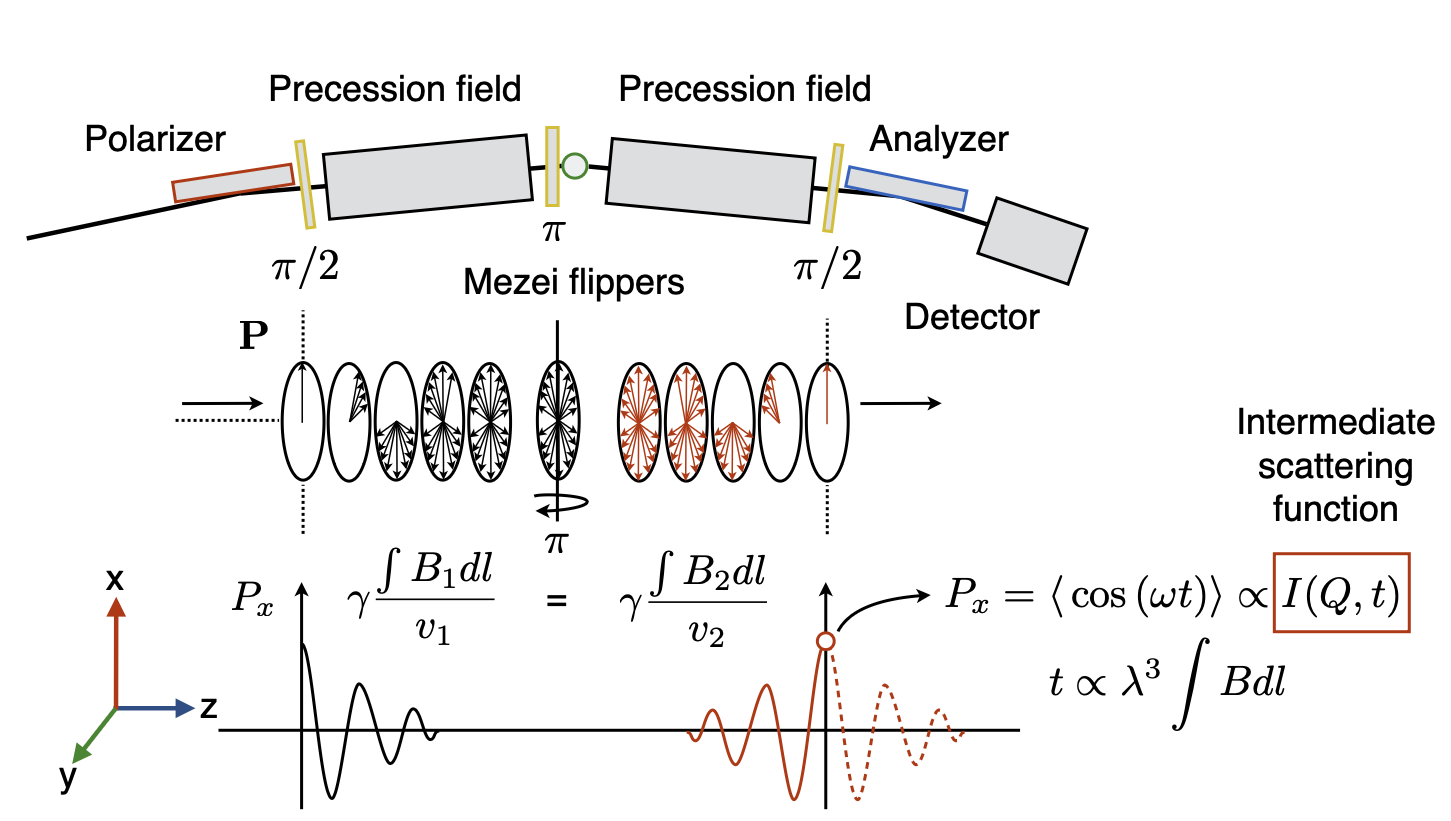 Precession field
Precession field
Polarizer
Analyzer
π
π/2
π/2
Mezei flippers
Detector
P
Intermediate
scattering
function
π
x
P_x
γ ∫ B_1 dl / v_1 = γ ∫ B_2 dl / v_2
P_x = ⟨ cos (ωt)⟩ ∝ I(Q, t)
t ∝ λ^3 ∫ Bdl
z
y